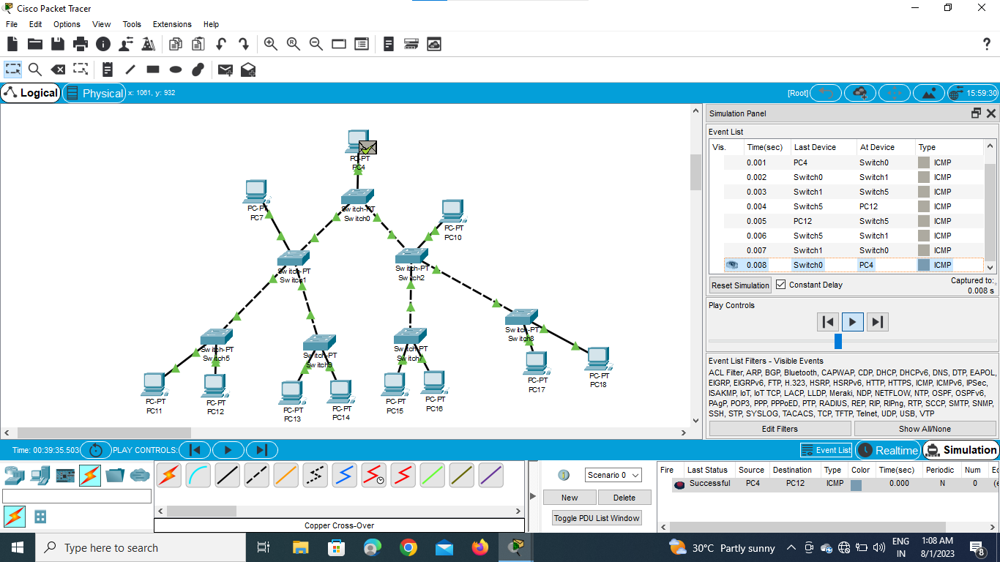 Cisco Packet Tracer
File Edit Options View Tools Extensions Help
?
Logical Physical x: 1061, y: 932 [Root] 15:59:30
PC-PT
PC4
PC-PT
PC7
Switch-PT
Switch0
PC-PT
PC10
Switch-PT
Switch1
Switch-PT
Switch2
Switch-PT
Switch8
Switch-PT
Switch5
Switch-PT
Switch9
Switch-PT
Switch7
PC-PT
PC17
PC-PT
PC18
PC-PT
PC11
PC-PT
PC12
PC-PT
PC13
PC-PT
PC14
PC-PT
PC15
PC-PT
PC16
Simulation Panel
Event List
Vis. Time(sec) Last Device At Device Type
0.001 PC4 Switch0 ICMP
0.002 Switch0 Switch1 ICMP
0.003 Switch1 Switch5 ICMP
0.004 Switch5 PC12 ICMP
0.005 PC12 Switch5 ICMP
0.006 Switch5 Switch1 ICMP
0.007 Switch1 Switch0 ICMP
0.008 Switch0 PC4 ICMP
Reset Simulation Constant Delay Captured to:
0.008 s
Play Controls
Event List Filters - Visible Events
ACL Filter, ARP, BGP, Bluetooth, CAPWAP, CDP, DHCP, DHCPv6, DNS, DTP, EAPOL,
EIGRP, EIGRPv6, FTP, H.323, HSRP, HSRPv6, HTTP, HTTPS, ICMP, ICMPv6, IPSec,
ISAKMP, IoT, IoT TCP, LACP, LLDP, Meraki, NDP, NETFLOW, NTP, OSPF, OSPFv6,
PAgP, POP3, PPP, PPPoED, PTP, RADIUS, REP, RIP, RIPng, RTP, SCCP, SMTP, SNMP,
SSH, STP, SYSLOG, TACACS, TCP, TFTP, Telnet, UDP, USB, VTP
Edit Filters Show All/None
Time: 00:39:35.503 PLAY CONTROLS: Event List Realtime Simulation
Copper Cross-Over
Scenario 0
New Delete
Toggle PDU List Window
Fire Last Status Source Destination Type Color Time(sec) Periodic Num Ec
Successful PC4 PC12 ICMP 0.000 N 0 (e
Type here to search
30°C Partly sunny
ENG
IN
1:08 AM
8/1/2023
8